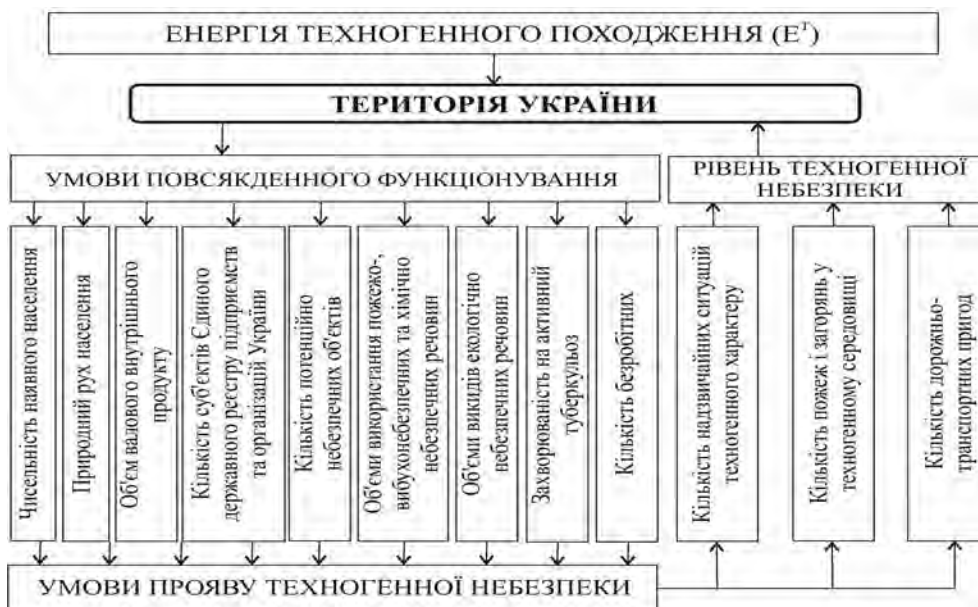 ЕНЕРГІЯ ТЕХНОГЕННОГО ПОХОДЖЕННЯ (Е^Т)
ТЕРИТОРІЯ УКРАЇНИ
УМОВИ ПОВСЯКДЕННОГО ФУНКЦІОНУВАННЯ
РІВЕНЬ ТЕХНОГЕННОЇ
НЕБЕЗПЕКИ
Чисельність наявного населення
Природний рух населення
Об'єм валового внутрішнього
продукту
Кількість суб'єктів Єдиного
державного реєстру підприємств
та організацій України
Кількість потенційно
небезпечних об'єктів
Об'єми використання пожежо-,
вибухонебезпечних та хімічно
небезпечних речовин
Об'єми викидів екологічно
небезпечних речовин
Захворюваність на активний
туберкульоз
Кількість безробітних
Кількість надзвичайних ситуацій
техногенного характеру
Кількість пожеж і загорянь у
техногенному середовищі
Кількість дорожньо-
транспортних пригод
УМОВИ ПРОЯВУ ТЕХНОГЕННОЇ НЕБЕЗПЕКИ